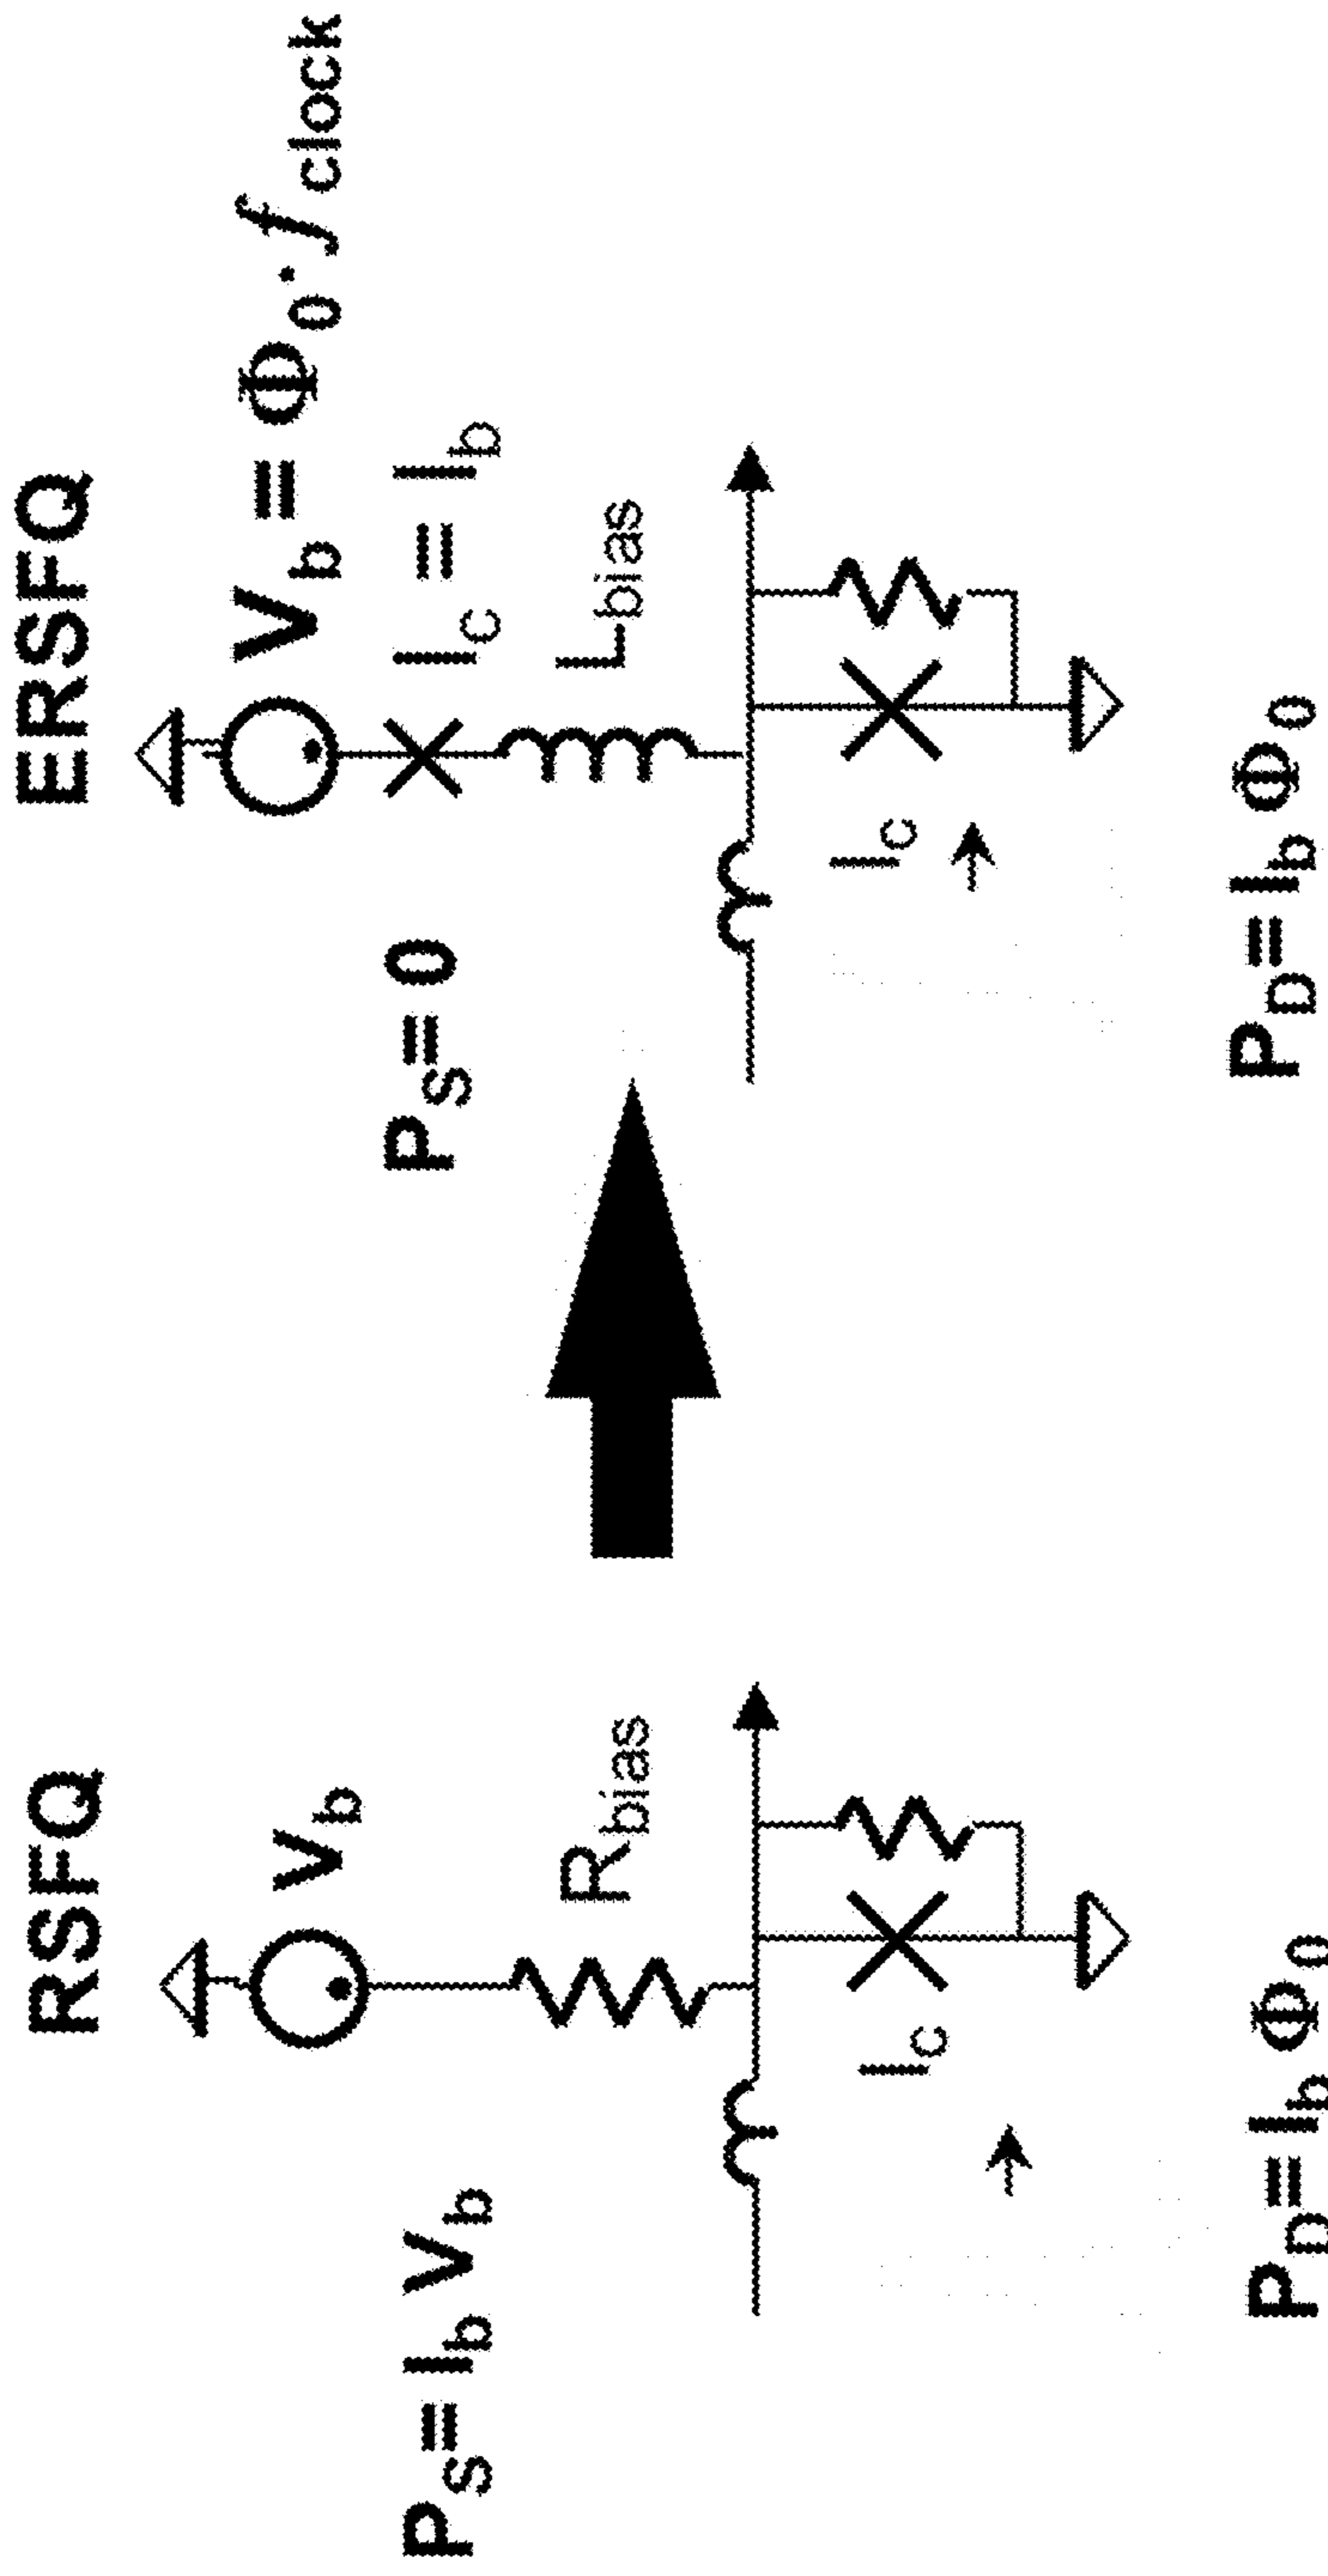 RSFQ
V_b
P_S = I_b V_b
R_bias
I_c
P_D = I_b Φ_0
ERSFQ
V_b = Φ_0 · f_clock
I_c = I_b
P_S = 0
L_bias
I_c
P_D = I_b Φ_0